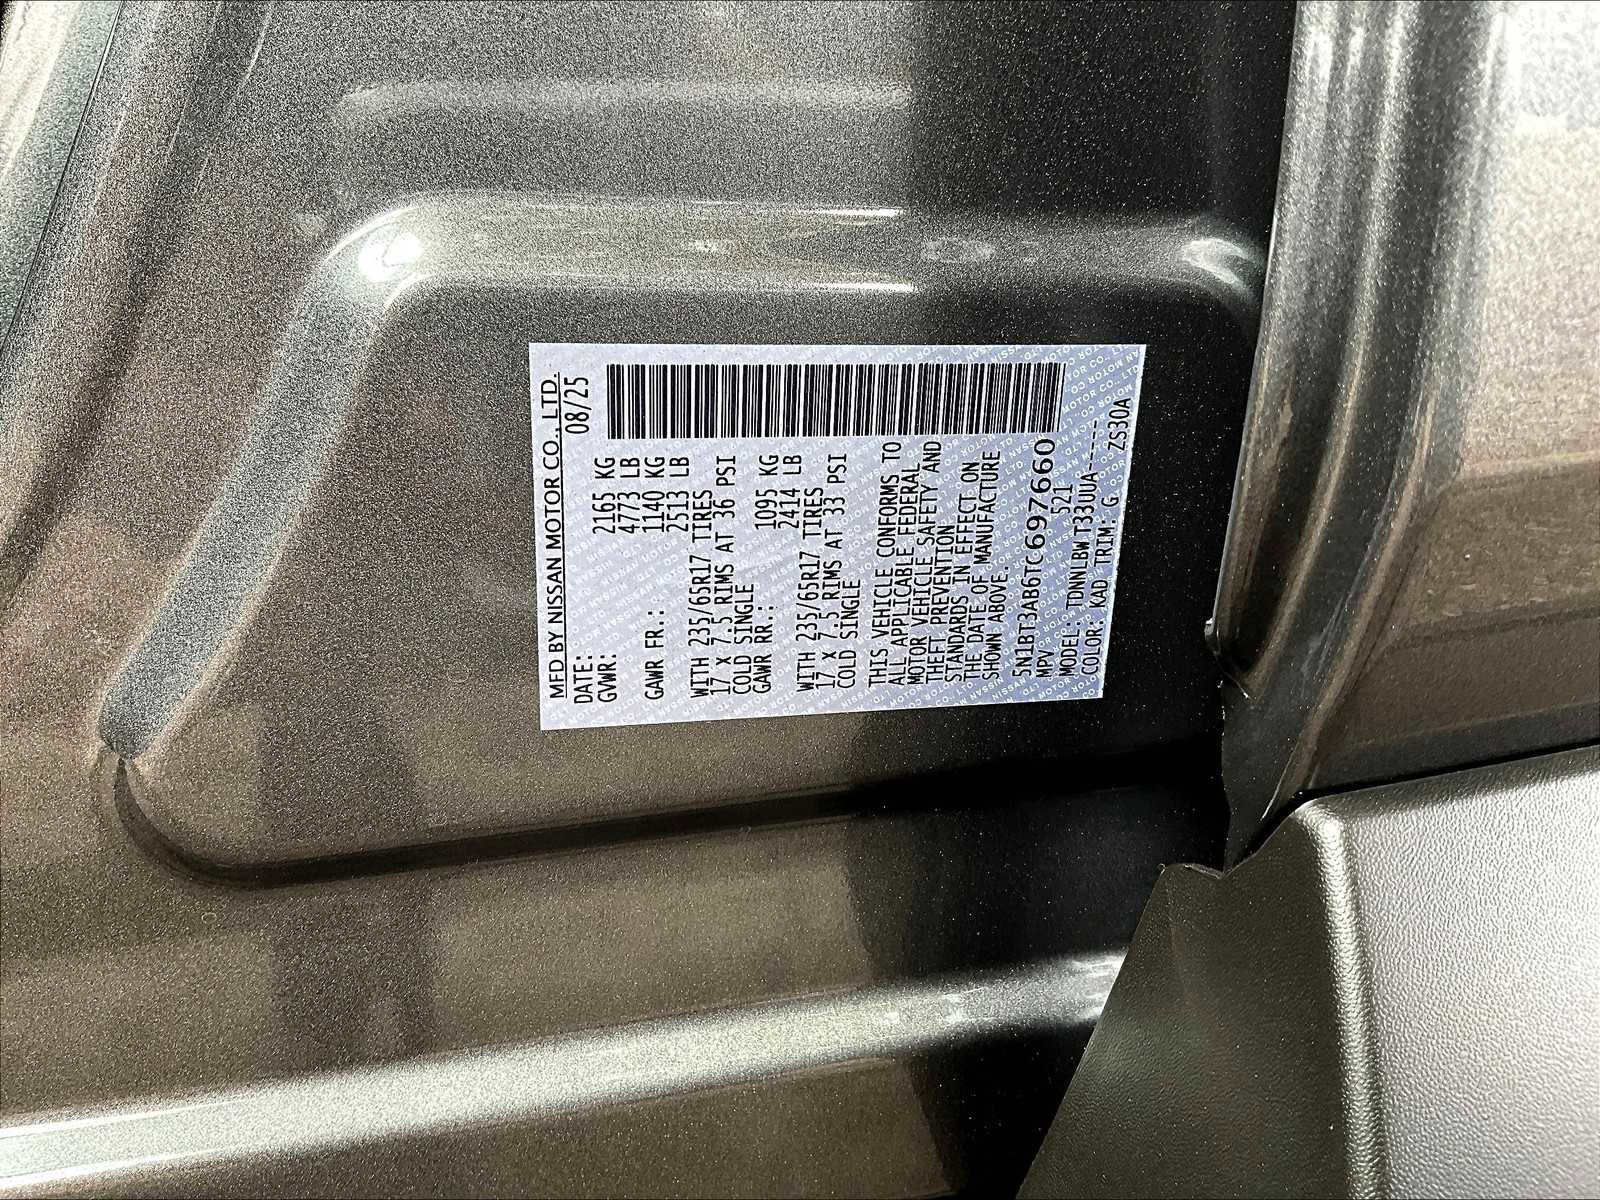 MFD BY NISSAN MOTOR CO., LTD.
DATE: 08/25
GVWR: 2165 KG
4773 LB
GAWR FR.: 1140 KG
2513 LB
WITH 235/65R17 TIRES
17 X 7.5 RIMS AT 36 PSI
COLD SINGLE
GAWR RR.: 1095 KG
2414 LB
WITH 235/65R17 TIRES
17 X 7.5 RIMS AT 33 PSI
COLD SINGLE
THIS VEHICLE CONFORMS TO
ALL APPLICABLE FEDERAL
MOTOR VEHICLE SAFETY AND
THEFT PREVENTION
STANDARDS IN EFFECT ON
THE DATE OF MANUFACTURE
SHOWN ABOVE.
5N1BT3AB6TC697660
MPV 521
MODEL: TDNNLBWT33UUA-----
COLOR: KAD TRIM: G ZS30A